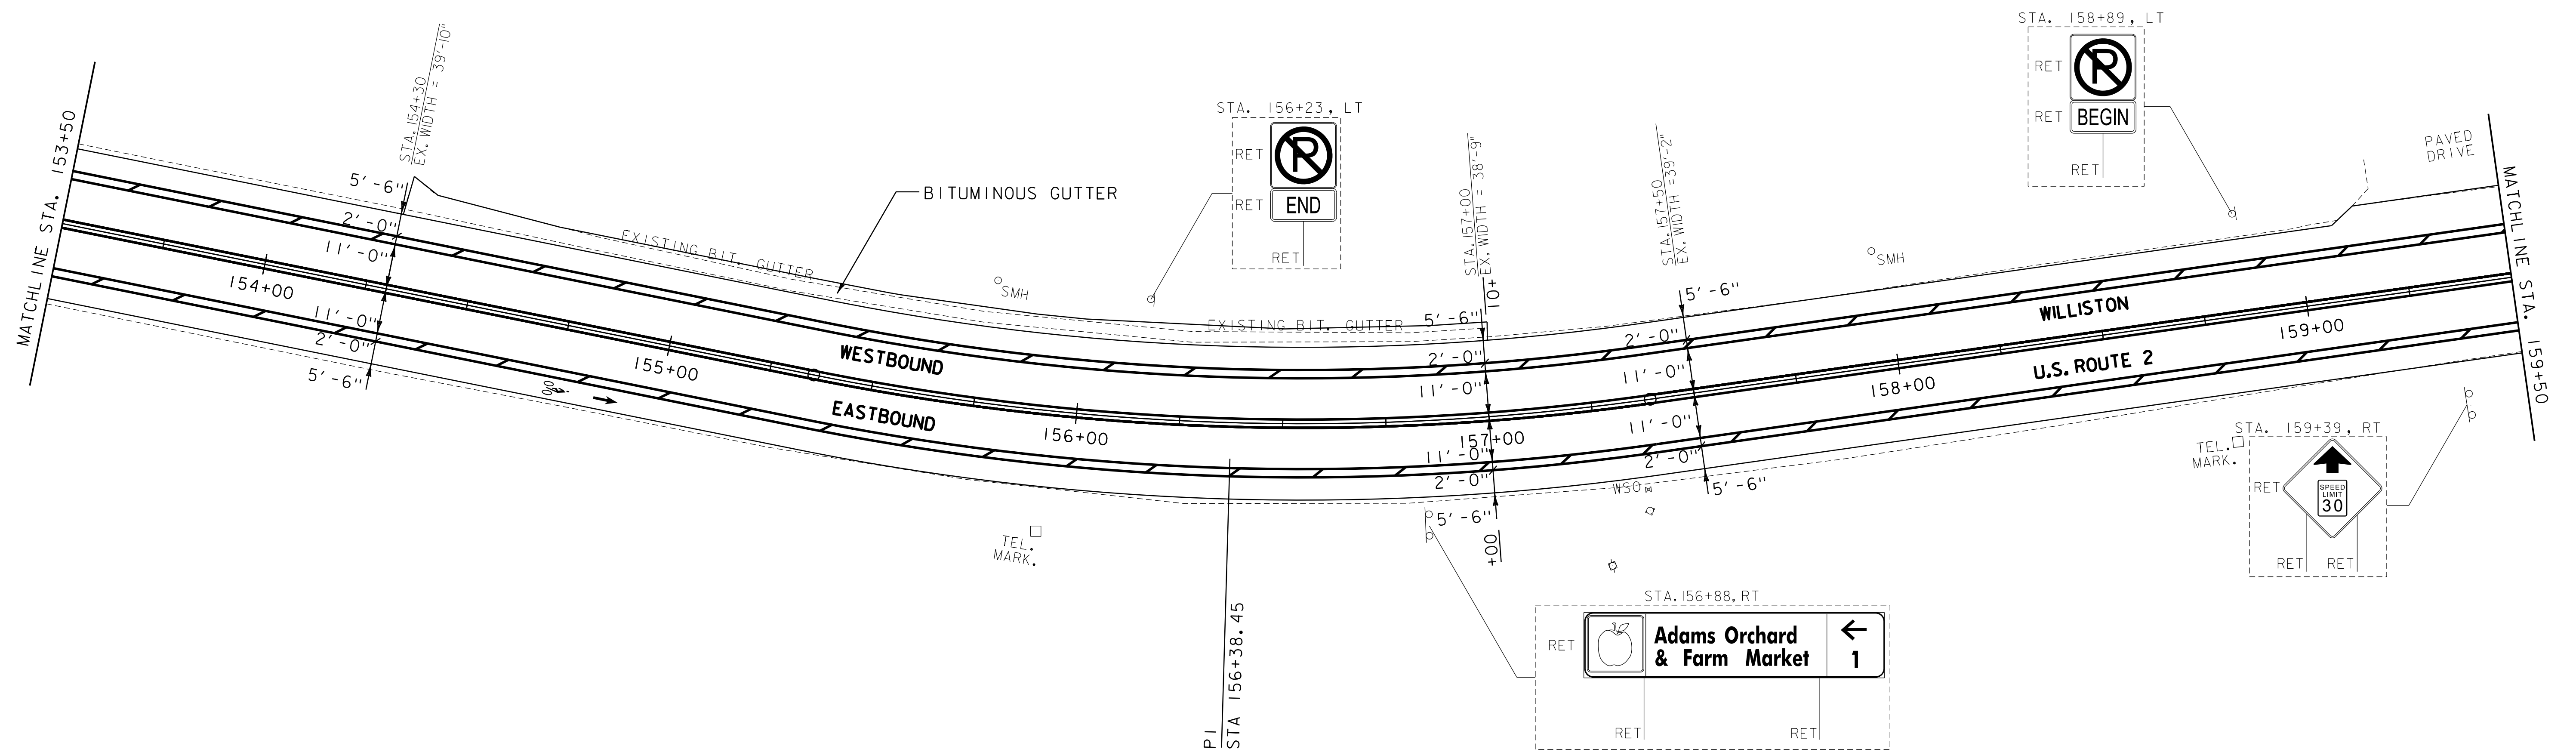 MATCHLINE STA. 153+50
STA. 154+30
EX. WIDTH = 39'-10"
5'-6"
2'-0"
11'-0"
11'-0"
2'-0"
5'-6"
154+00
EXISTING BIT. GUTTER
BITUMINOUS GUTTER
155+00
WESTBOUND
EASTBOUND
SMH
TEL.
MARK.
STA. 156+23, LT
RET
P
RET
END
RET
EXISTING BIT. GUTTER
156+00
PI
STA 156+38.45
STA. 157+00
EX. WIDTH = 38'-9"
+01
5'-6"
2'-0"
11'-0"
157+00
11'-0"
2'-0"
5'-6"
+00
STA. 157+50
EX. WIDTH =39'-2"
5'-6"
2'-0"
11'-0"
11'-0"
2'-0"
5'-6"
WSO
STA. 156+88, RT
RET
Adams Orchard
& Farm Market
1
RET
RET
SMH
158+00
WILLISTON
U.S. ROUTE 2
STA. 158+89, LT
RET
P
RET
BEGIN
RET
PAVED
DRIVE
159+00
TEL.
MARK.
STA. 159+39, RT
RET
SPEED
LIMIT
30
RET
RET
MATCHLINE STA. 159+50